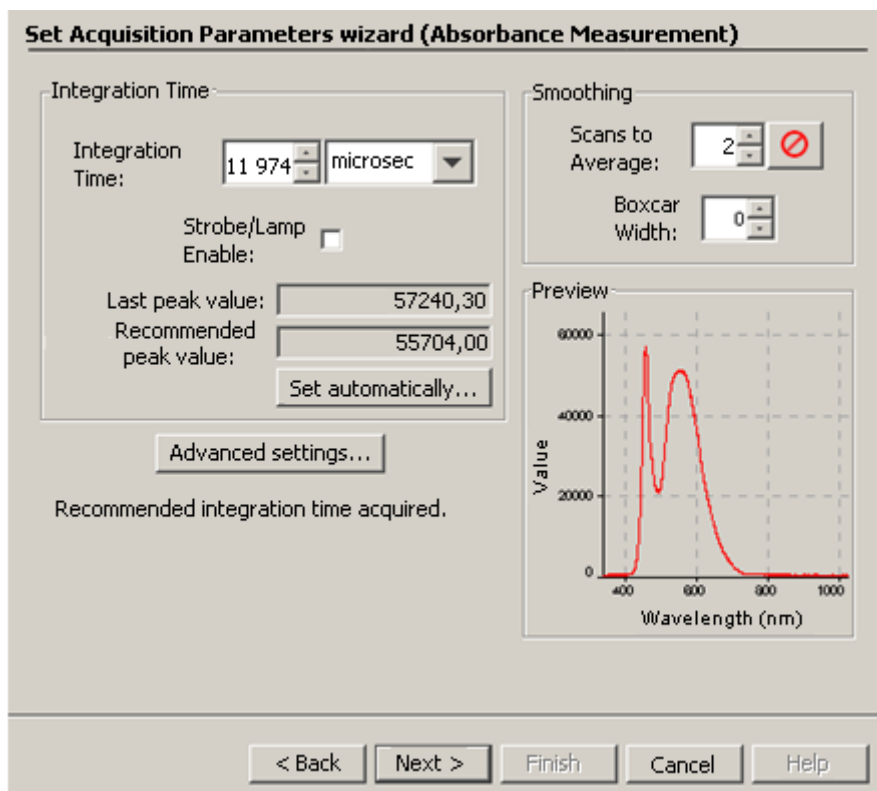 Set Acquisition Parameters wizard (Absorbance Measurement)
Integration Time
Integration
Time:
11 974
microsec
Strobe/Lamp
Enable:
Last peak value:
57240,30
Recommended
peak value:
55704,00
Set automatically...
Advanced settings...
Recommended integration time acquired.
Smoothing
Scans to
Average:
2
Boxcar
Width:
0
Preview
60000
40000
20000
0
Value
400 600 800 1000
Wavelength (nm)
< Back Next > Finish Cancel Help